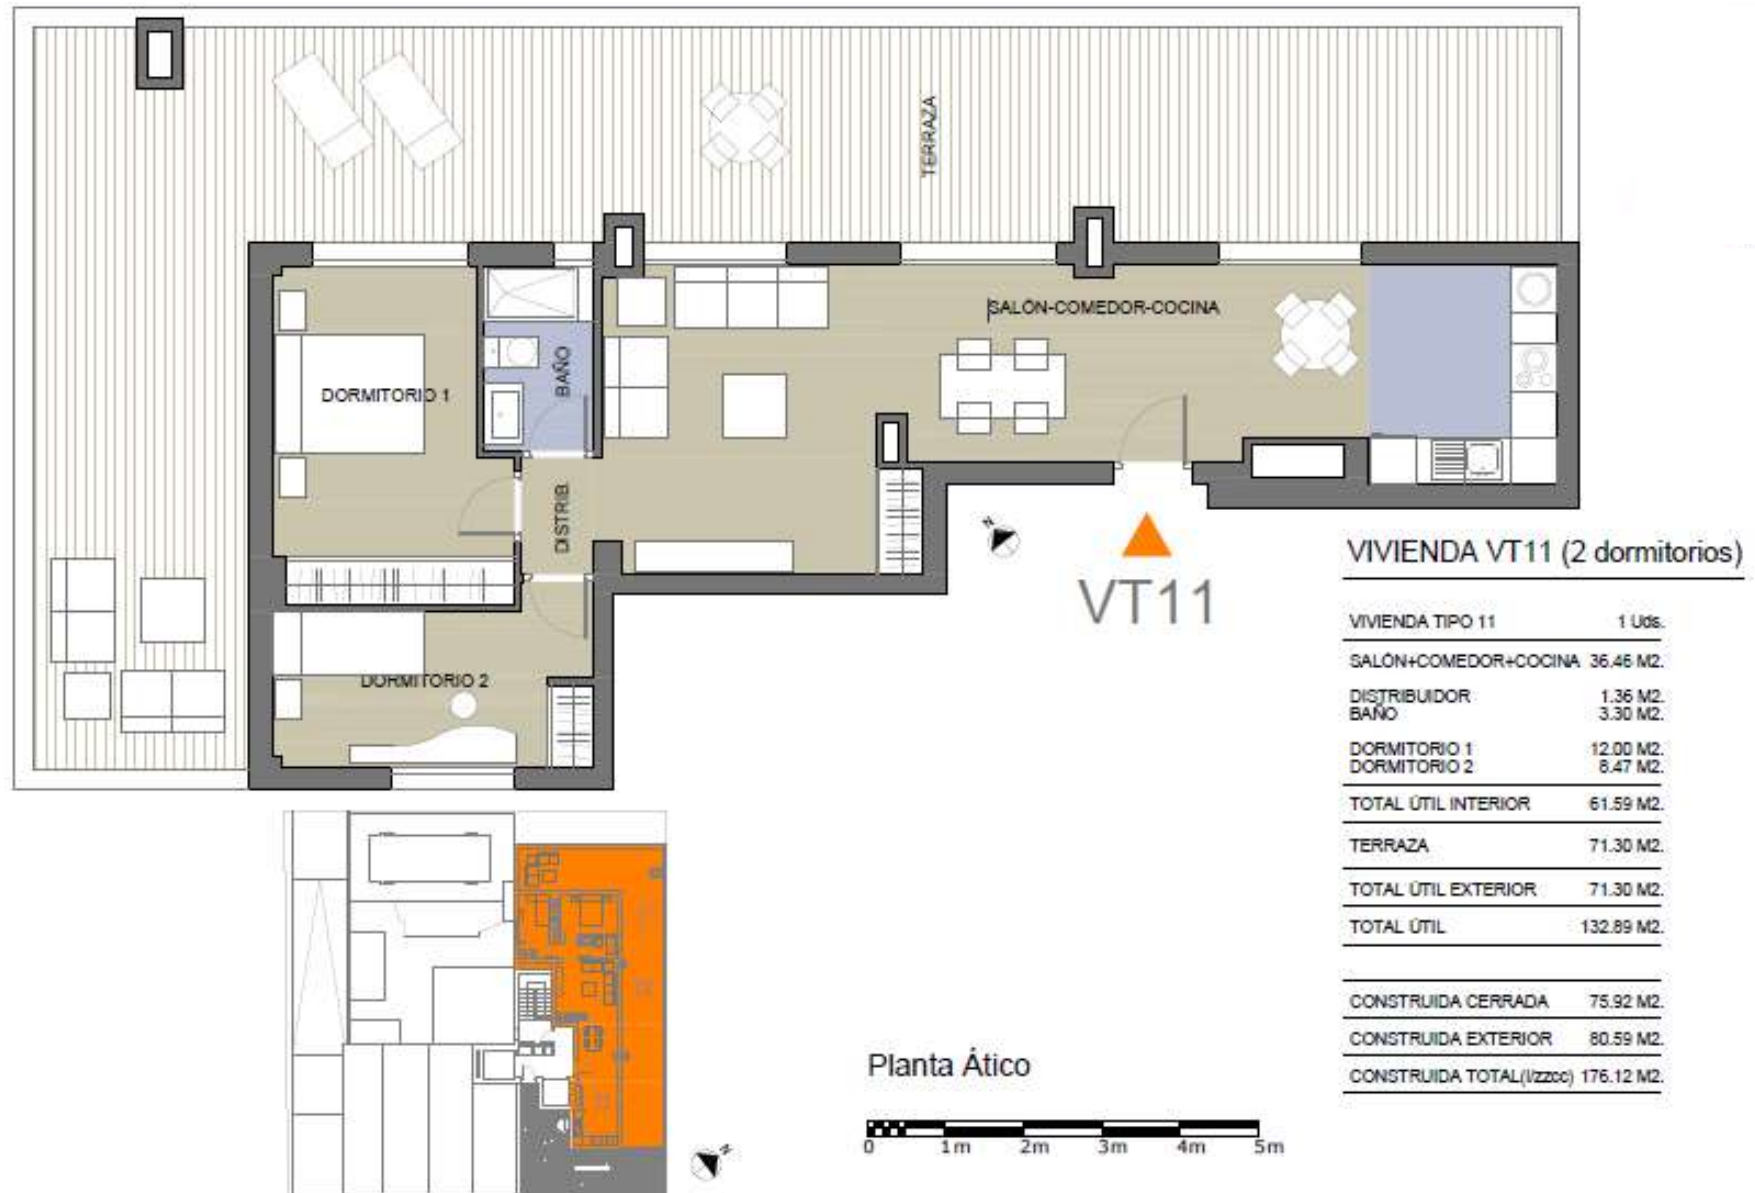 TERRAZA
SALÓN-COMEDOR-COCINA
BAÑO
DORMITORIO 1
DISTRIB.
DORMITORIO 2
N
VT11
VIVIENDA VT11 (2 dormitorios)
VIVIENDA TIPO 11 1 Uds.
SALÓN+COMEDOR+COCINA 36.46 M2.
DISTRIBUIDOR 1.36 M2.
BAÑO 3.30 M2.
DORMITORIO 1 12.00 M2.
DORMITORIO 2 8.47 M2.
TOTAL ÚTIL INTERIOR 61.59 M2.
TERRAZA 71.30 M2.
TOTAL ÚTIL EXTERIOR 71.30 M2.
TOTAL ÚTIL 132.89 M2.
CONSTRUIDA CERRADA 75.92 M2.
CONSTRUIDA EXTERIOR 80.59 M2.
CONSTRUIDA TOTAL(i/zzcc) 176.12 M2.
Planta Ático
0 1m 2m 3m 4m 5m
N